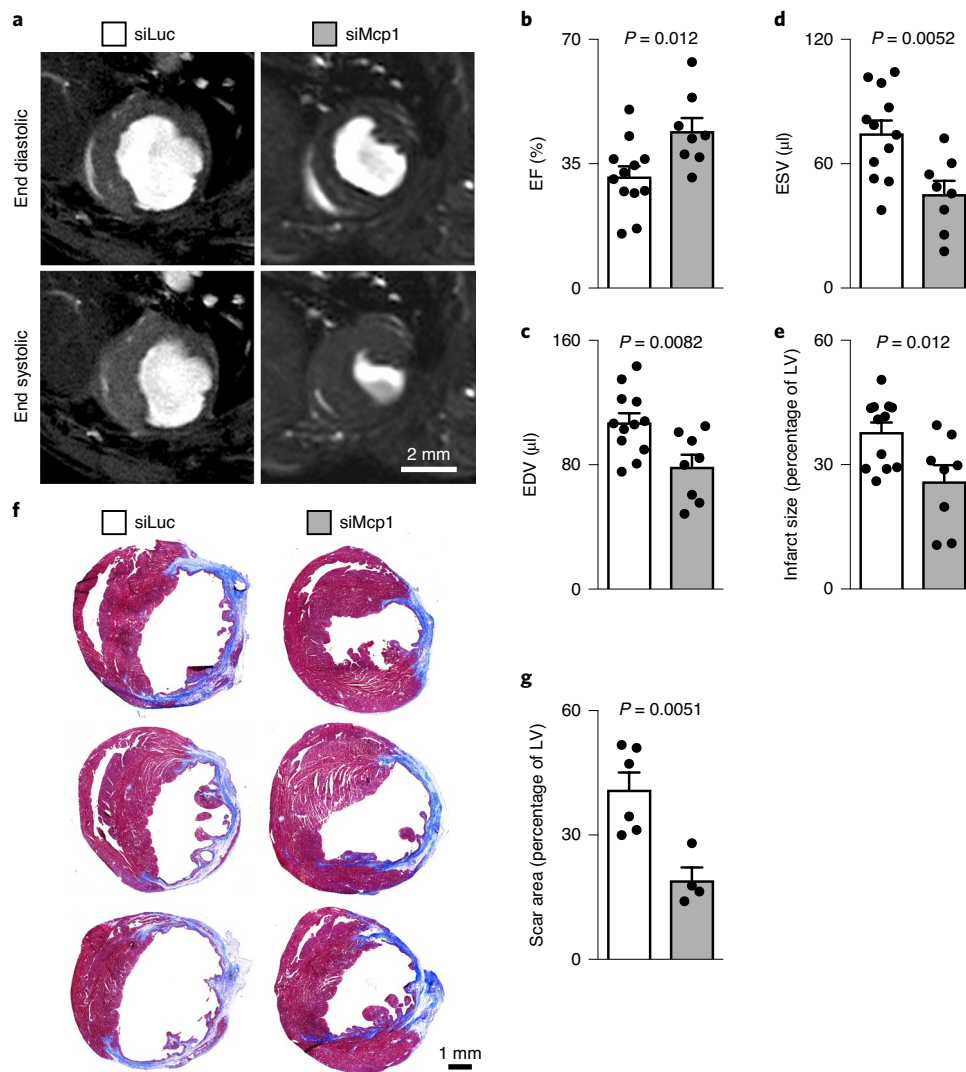 a
siLuc
siMcp1
End diastolic
End systolic
2 mm
b
70
P = 0.012
EF (%)
35
0
d
120
P = 0.0052
ESV (µl)
60
0
c
160
P = 0.0082
EDV (µl)
80
0
e
60
P = 0.012
Infarct size (percentage of LV)
30
0
f
siLuc
siMcp1
1 mm
g
60
P = 0.0051
Scar area (percentage of LV)
30
0